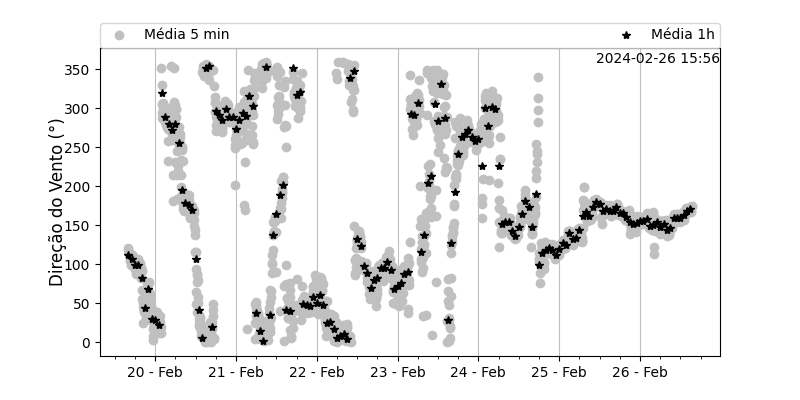 Média 5 min
Média 1h
2024-02-26 15:56
Direção do Vento (°)
350
300
250
200
150
100
50
0
20 - Feb
21 - Feb
22 - Feb
23 - Feb
24 - Feb
25 - Feb
26 - Feb